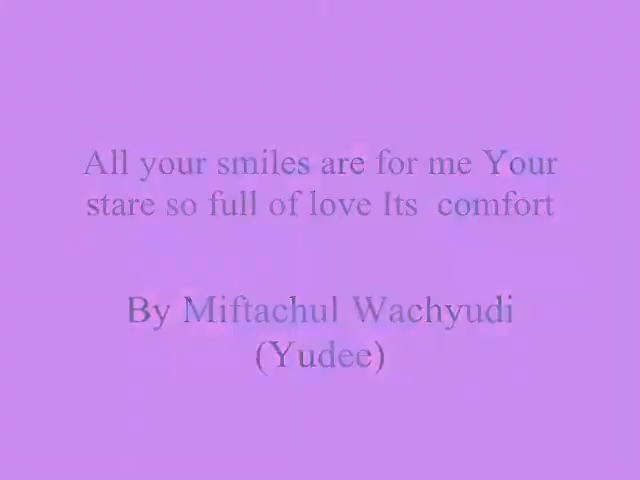 All your smiles are for me Your
stare so full of love Its  comfort
By Miftachul Wachyudi
(Yudee)